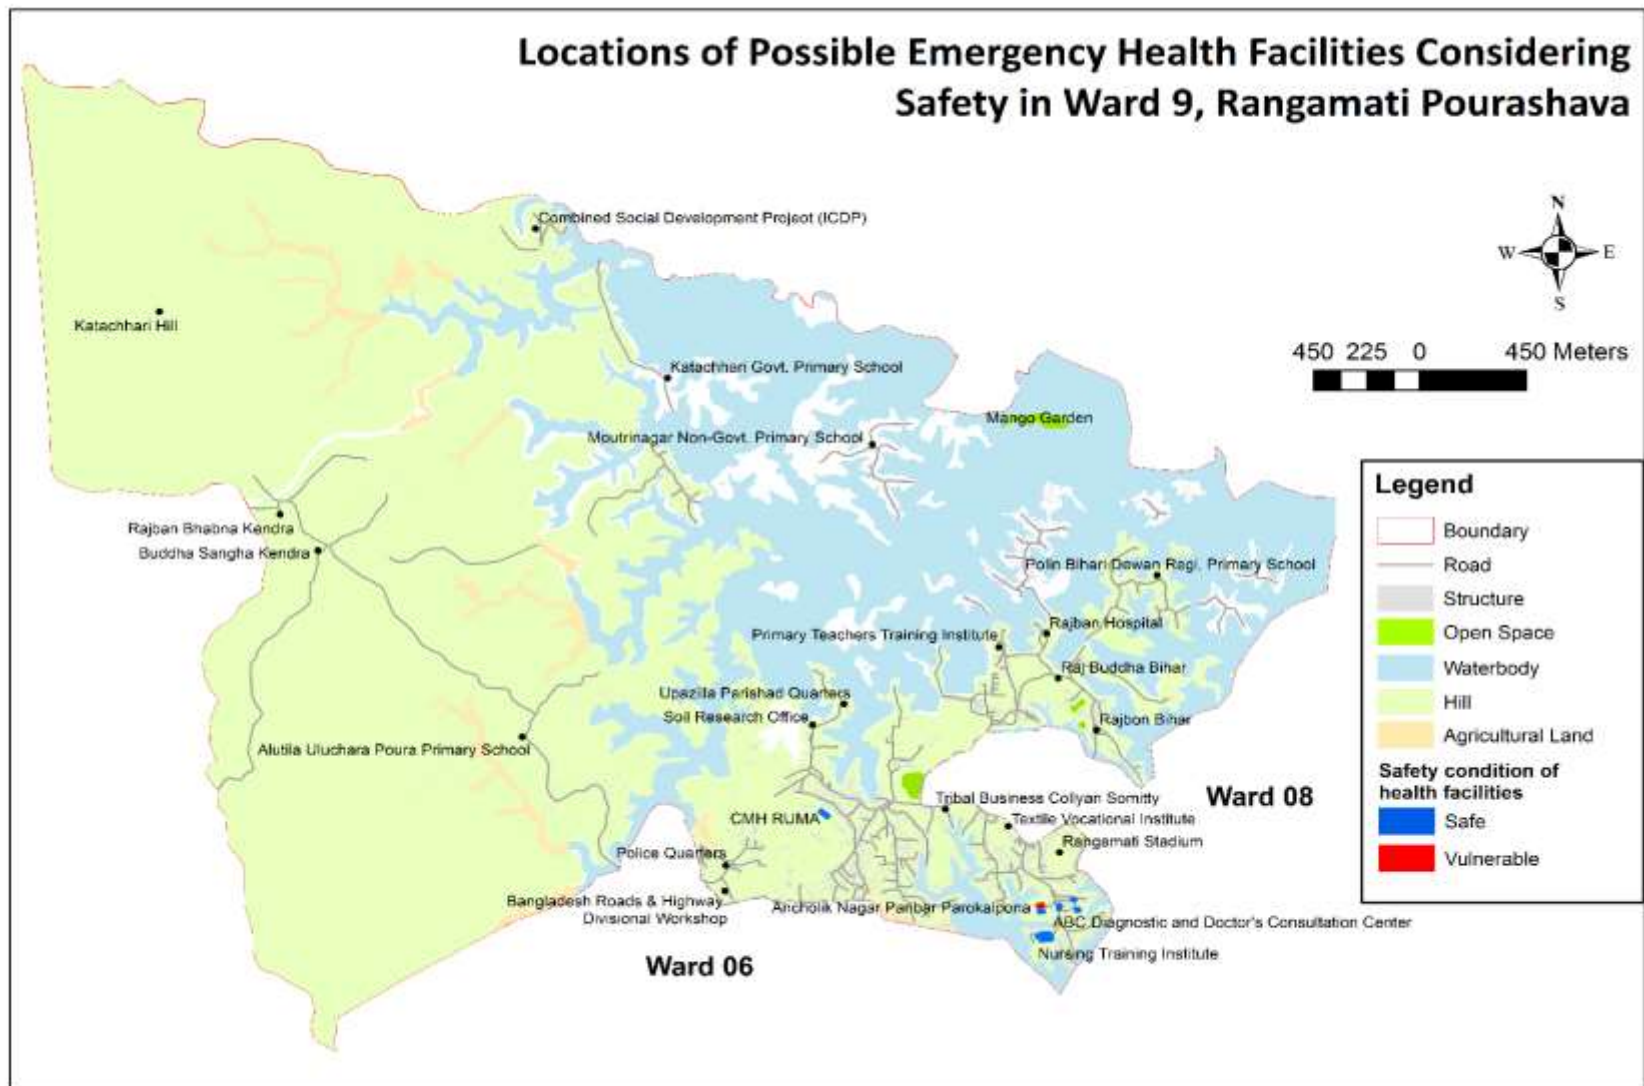 Locations of Possible Emergency Health Facilities Considering
Safety in Ward 9, Rangamati Pourashava
N
W
E
S
450 225 0 450 Meters
Combined Social Development Project (ICDP)
Katachhari Hill
Katachhari Govt. Primary School
Mango Garden
Moutrinagar Non-Govt. Primary School
Rajban Bhabna Kendra
Buddha Sangha Kendra
Polin Bihari Dewan Regi. Primary School
Rajban Hospital
Primary Teachers Training Institute
Raj Buddha Bihar
Upazilla Parishad Quarters
Soil Research Office
Rajbon Bihar
Alutila Uluchara Poura Primary School
Tribal Business Collyan Somitty
Ward 08
CMH RUMA
Textile Vocational Institute
Rangamati Stadium
Police Quarters
Bangladesh Roads & Highway
Divisional Workshop
Ancholik Nagar Paribar Parokalpona
ABC Diagnostic and Doctor's Consultation Center
Nursing Training Institute
Ward 06
Legend
Boundary
Road
Structure
Open Space
Waterbody
Hill
Agricultural Land
Safety condition of
health facilities
Safe
Vulnerable